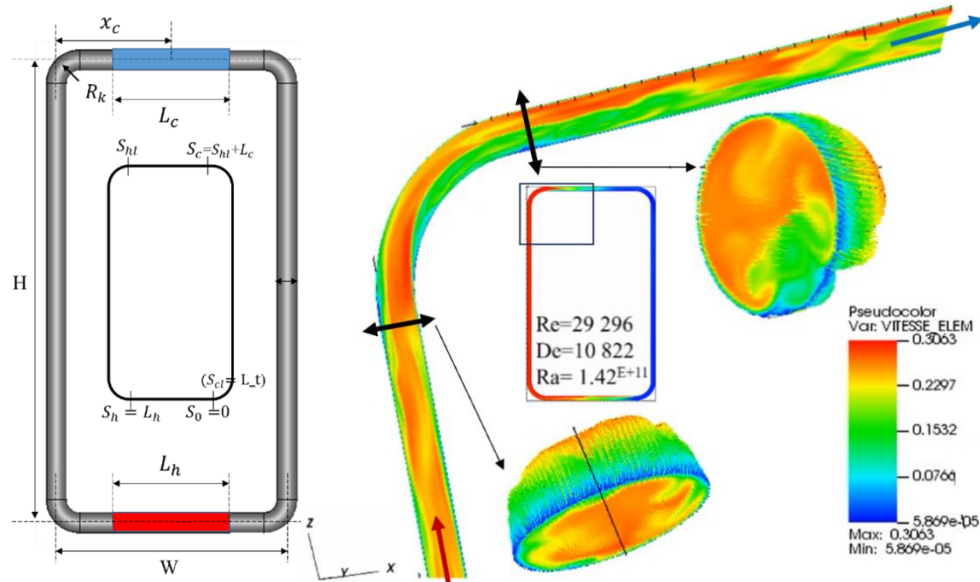 x_c
R_k
L_c
S_hl
S_c=S_hl+L_c
H
(S_cl= L_t)
S_h = L_h
S_0=0
L_h
W
z
y
x
Re=29 296
De=10 822
Ra= 1.42^E+11
Pseudocolor
Var: VITESSE_ELEM
0.3063
0.2297
0.1532
0.0766
5.869e-05
Max: 0.3063
Min: 5.869e-05